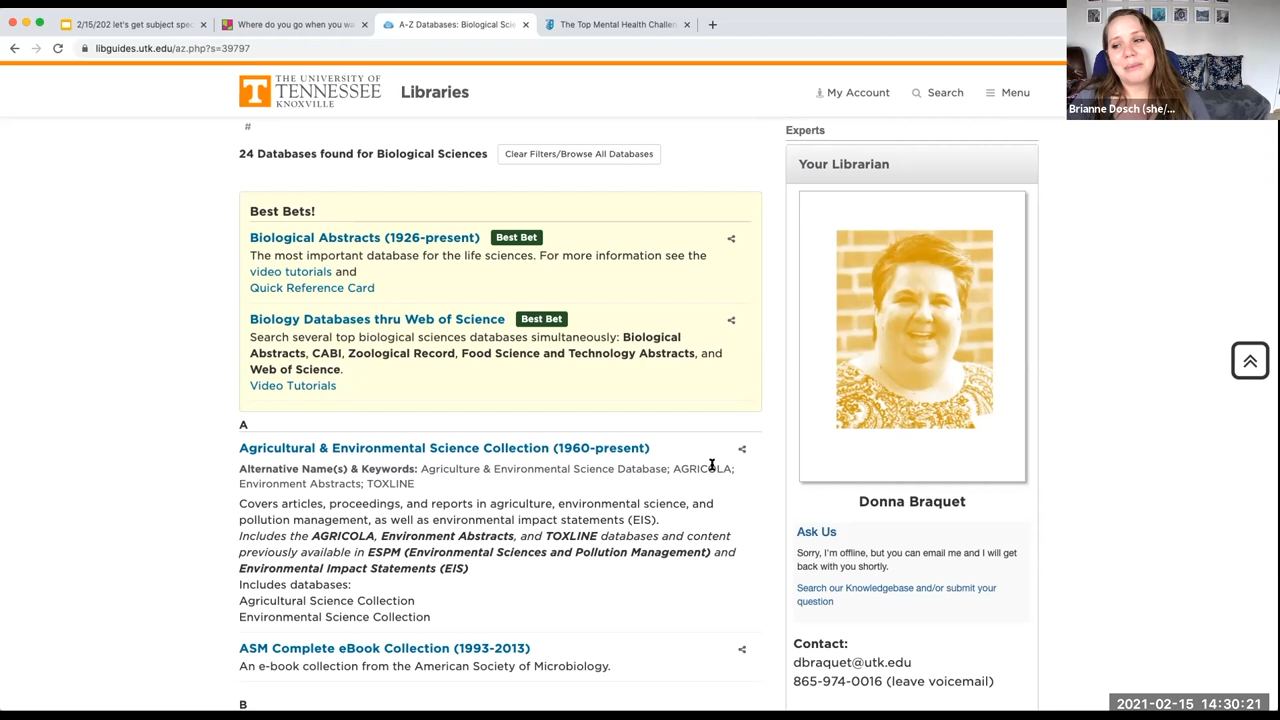 2/15/202 let's get subject spec
Where do you go when you wa
A-Z Databases: Biological Scie
The Top Mental Health Challen
libguides.utk.edu/az.php?s=39797
Brianne Dosch (she/...
THE UNIVERSITY OF
TENNESSEE
KNOXVILLE
Libraries
My Account
Search
Menu
#
24 Databases found for Biological Sciences
Clear Filters/Browse All Databases
Best Bets!
Biological Abstracts (1926-present) Best Bet
The most important database for the life sciences. For more information see the
video tutorials and
Quick Reference Card
Biology Databases thru Web of Science Best Bet
Search several top biological sciences databases simultaneously: Biological
Abstracts, CABI, Zoological Record, Food Science and Technology Abstracts, and
Web of Science.
Video Tutorials
A
Agricultural & Environmental Science Collection (1960-present)
Alternative Name(s) & Keywords: Agriculture & Environmental Science Database; AGRICOLA;
Environment Abstracts; TOXLINE
Covers articles, proceedings, and reports in agriculture, environmental science, and
pollution management, as well as environmental impact statements (EIS).
Includes the AGRICOLA, Environment Abstracts, and TOXLINE databases and content
previously available in ESPM (Environmental Sciences and Pollution Management) and
Environmental Impact Statements (EIS)
Includes databases:
Agricultural Science Collection
Environmental Science Collection
ASM Complete eBook Collection (1993-2013)
An e-book collection from the American Society of Microbiology.
B
Experts
Your Librarian
Donna Braquet
Ask Us
Sorry, I'm offline, but you can email me and I will get
back with you shortly.
Search our Knowledgebase and/or submit your
question
Contact:
dbraquet@utk.edu
865-974-0016 (leave voicemail)
2021-02-15 14:30:21